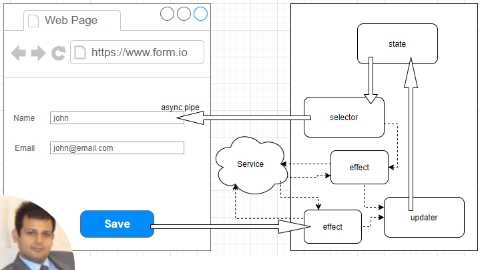 Web Page
https://www.form.io
state
async pipe
Name
john
selector
Email
john@email.com
Service
effect
Save
effect
updater